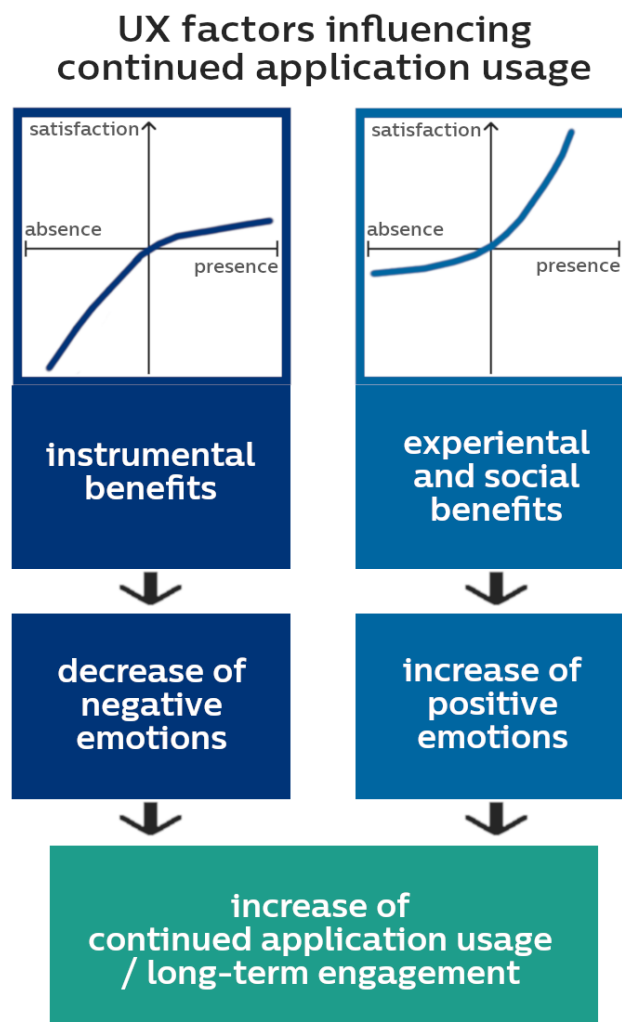 UX factors influencing
continued application usage
satisfaction
absence
presence
satisfaction
absence
presence
instrumental
benefits
experiental
and social
benefits
decrease of
negative
emotions
increase of
positive
emotions
increase of
continued application usage
/ long-term engagement